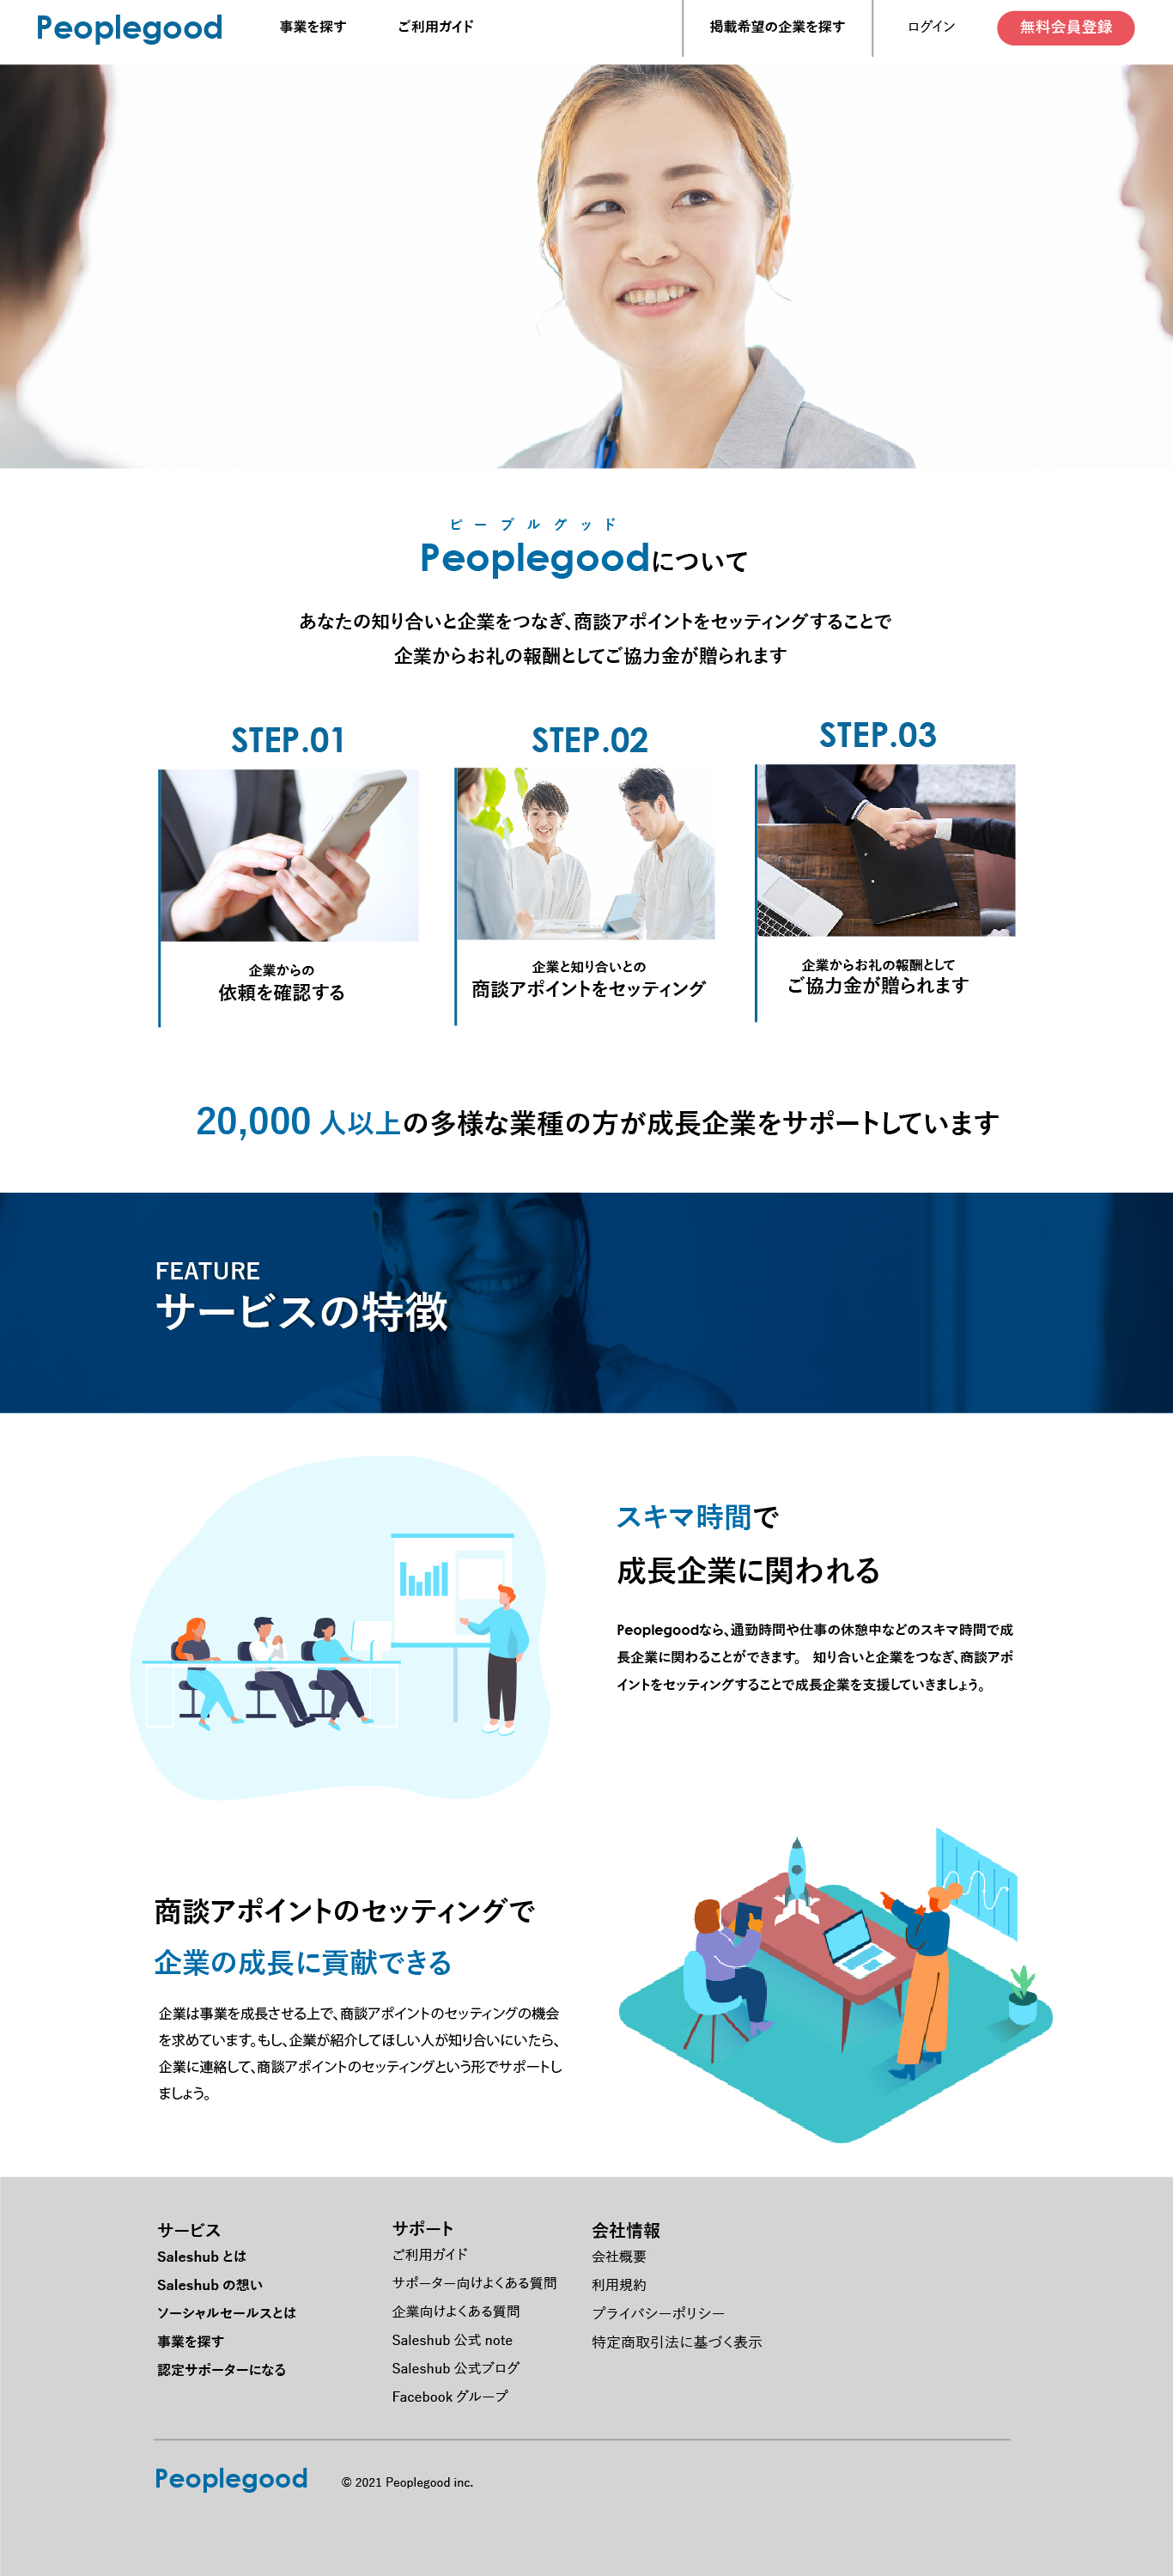 Peoplegood
事業を探す
ご利用ガイド
掲載希望の企業を探す
ログイン
無料会員登録
ピープルグッド
Peoplegoodについて
あなたの知り合いと企業をつなぎ、商談アポイントをセッティングすることで
企業からお礼の報酬としてご協力金が贈られます
STEP.01
企業からの
依頼を確認する
STEP.02
企業と知り合いとの
商談アポイントをセッティング
STEP.03
企業からお礼の報酬として
ご協力金が贈られます
20,000 人以上の多様な業種の方が成長企業をサポートしています
FEATURE
サービスの特徴
スキマ時間で
成長企業に関われる
Peoplegoodなら、通勤時間や仕事の休憩中などのスキマ時間で成
長企業に関わることができます。 知り合いと企業をつなぎ、商談アポ
イントをセッティングすることで成長企業を支援していきましょう。
商談アポイントのセッティングで
企業の成長に貢献できる
企業は事業を成長させる上で、商談アポイントのセッティングの機会
を求めています。もし、企業が紹介してほしい人が知り合いにいたら、
企業に連絡して、商談アポイントのセッティングという形でサポートし
ましょう。
サービス
Saleshub とは
Saleshub の想い
ソーシャルセールスとは
事業を探す
認定サポーターになる
サポート
ご利用ガイド
サポーター向けよくある質問
企業向けよくある質問
Saleshub 公式 note
Saleshub 公式ブログ
Facebook グループ
会社情報
会社概要
利用規約
プライバシーポリシー
特定商取引法に基づく表示
Peoplegood
© 2021 Peoplegood inc.